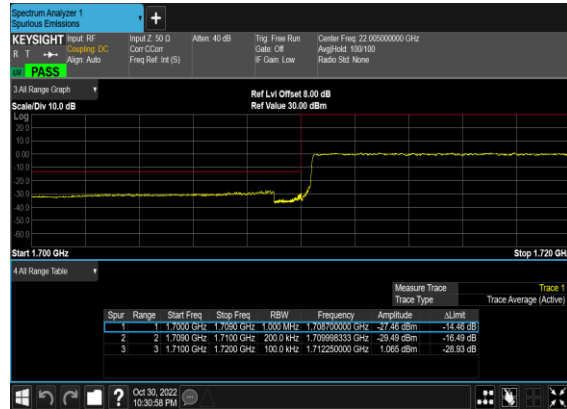 Spectrum Analyzer 1
Spurious Emissions
+
KEYSIGHT Input: RF Input Z: 50 Ω Atten: 40 dB Trig: Free Run Center Freq: 22.005000000 GHz
R T Coupling: DC Corr CCorr Gate: Off Avg|Hold: 100/100
Align: Auto Freq Ref: Int (S) IF Gain: Low Radio Std: None
PASS
3 All Range Graph
Ref Lvl Offset 8.00 dB
Scale/Div 10.0 dB Ref Value 30.00 dBm
Log
20.0
10.0
0.00
-10.0
-20.0
-30.0
-40.0
-50.0
-60.0
Start 1.700 GHz Stop 1.720 GH
4 All Range Table
Measure Trace Trace 1
Trace Type Trace Average (Active)
Spur Range Start Freq Stop Freq RBW Frequency Amplitude ΔLimit
1 1 1.7000 GHz 1.7090 GHz 1.000 MHz 1.708700000 GHz -27.46 dBm -14.46 dB
2 2 1.7090 GHz 1.7100 GHz 200.0 kHz 1.709998333 GHz -29.49 dBm -16.49 dB
3 3 1.7100 GHz 1.7200 GHz 100.0 kHz 1.712250000 GHz 1.065 dBm -28.93 dB
? Oct 30, 2022
10:30:58 PM